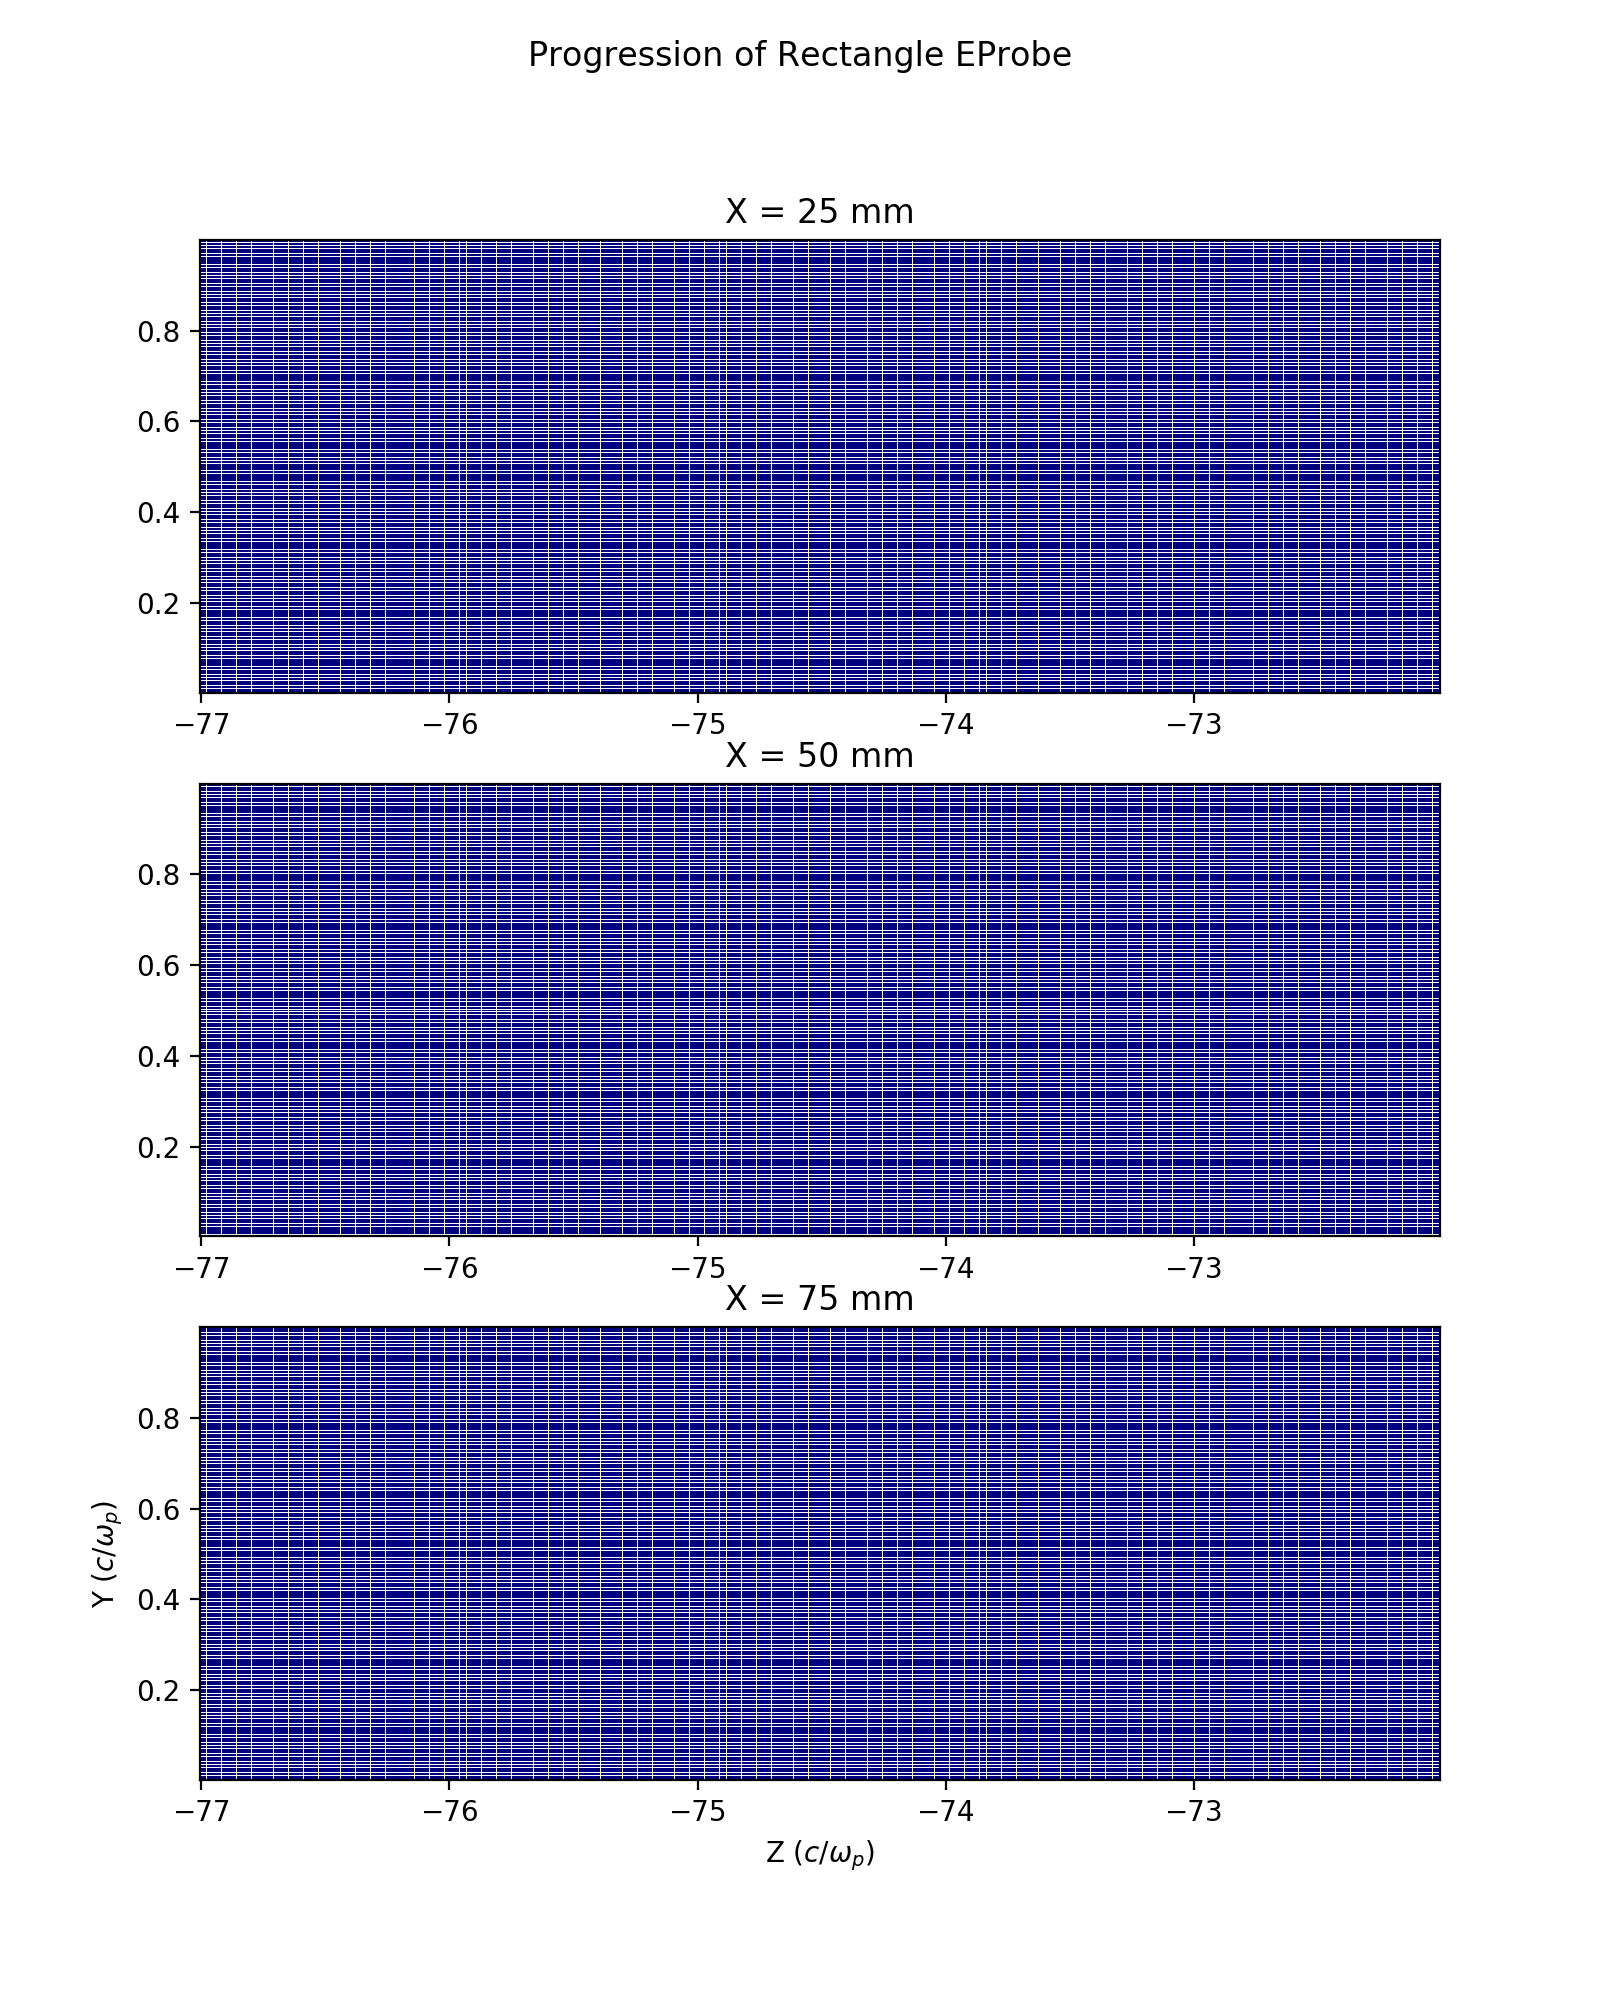 Progression of Rectangle EProbe
X = 25 mm
0.8
0.6
0.4
0.2
−77 −76 −75 −74 −73
X = 50 mm
0.8
0.6
0.4
0.2
−77 −76 −75 −74 −73
X = 75 mm
0.8
0.6
0.4
0.2
Y (c/ωp)
−77 −76 −75 −74 −73
Z (c/ωp)